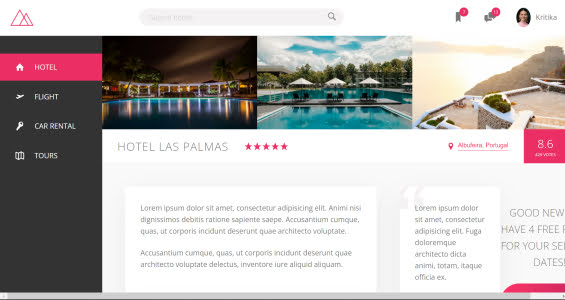 Search hotels
7
13
Kritika
HOTEL
FLIGHT
CAR RENTAL
TOURS
HOTEL LAS PALMAS
Albufeira, Portugal
8.6
429 VOTES
Lorem ipsum dolor sit amet, consectetur adipisicing elit. Animi nisi
dignissimos debitis ratione sapiente saepe. Accusantium cumque,
quas, ut corporis incidunt deserunt quae architecto voluptate.
Accusantium cumque, quas, ut corporis incidunt deserunt quae
architecto voluptate delectus, inventore iure aliquid aliquam.
“
Lorem ipsum dolor
sit amet,
consectetur
adipisicing elit. Fuga
doloremque
architecto dicta
animi, totam, itaque
officia ex.
GOOD NEW
HAVE 4 FREE R
FOR YOUR SEL
DATES!